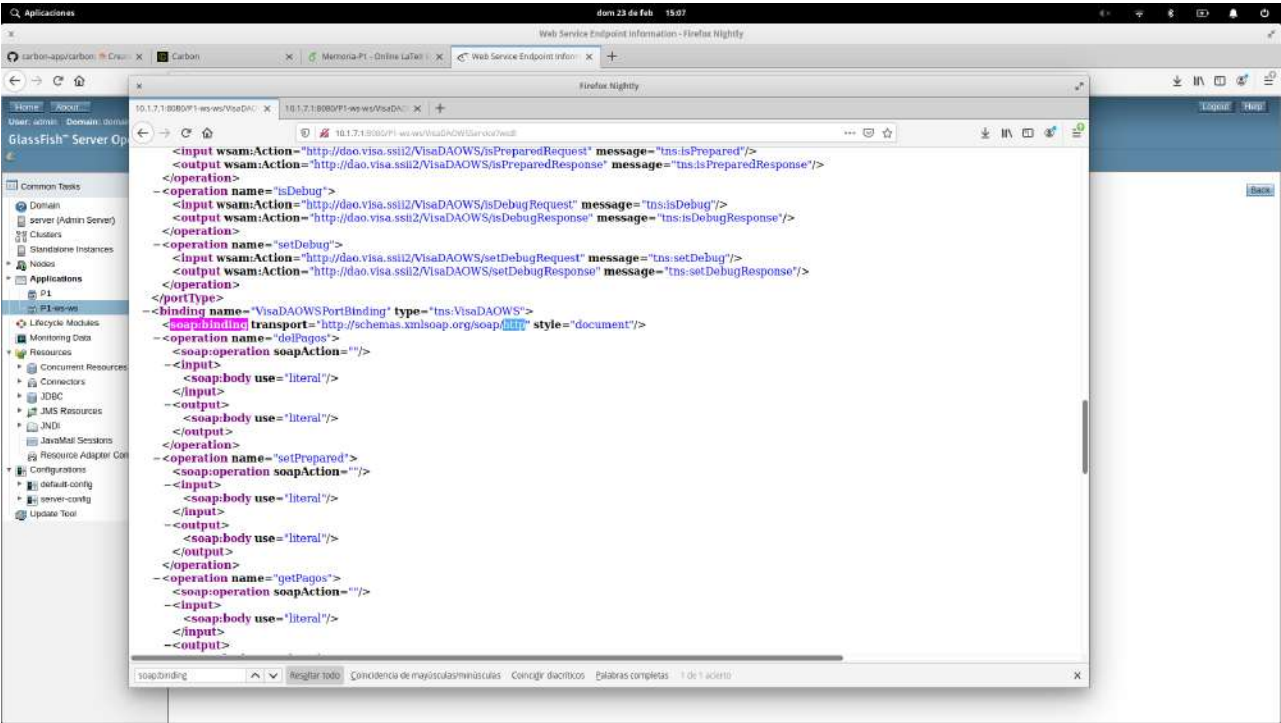 Aplicaciones
dom 23 de feb 15:07
Web Service Endpoint Information - Firefox Nightly
Carbon
Memoria-P1 - Online LaTeX
Web Service Endpoint Inform
Firefox Nightly
Home About...
User: admin Domain:
GlassFish™ Server Op
Logout Help
Back
10.1.7.1:8080/P1-ws-ws/VisaDAO
10.1.7.1:8080/P1-ws-ws/VisaDAO
10.1.7.1:8080/P1-ws-ws/VisaDAOWSService?wsdl
Common Tasks
Domain
server (Admin Server)
Clusters
Standalone Instances
Nodes
Applications
P1
P1-ws-ws
Lifecycle Modules
Monitoring Data
Resources
Concurrent Resources
Connectors
JDBC
JMS Resources
JNDI
JavaMail Sessions
Resource Adapter Con
Configurations
default-config
server-config
Update Tool
<input wsam:Action="http://dao.visa.ssii2/VisaDAOWS/isPreparedRequest" message="tns:isPrepared"/>
<output wsam:Action="http://dao.visa.ssii2/VisaDAOWS/isPreparedResponse" message="tns:isPreparedResponse"/>
</operation>
−<operation name="isDebug">
<input wsam:Action="http://dao.visa.ssii2/VisaDAOWS/isDebugRequest" message="tns:isDebug"/>
<output wsam:Action="http://dao.visa.ssii2/VisaDAOWS/isDebugResponse" message="tns:isDebugResponse"/>
</operation>
−<operation name="setDebug">
<input wsam:Action="http://dao.visa.ssii2/VisaDAOWS/setDebugRequest" message="tns:setDebug"/>
<output wsam:Action="http://dao.visa.ssii2/VisaDAOWS/setDebugResponse" message="tns:setDebugResponse"/>
</operation>
</portType>
−<binding name="VisaDAOWSPortBinding" type="tns:VisaDAOWS">
<soap:binding transport="http://schemas.xmlsoap.org/soap/http" style="document"/>
−<operation name="delPagos">
<soap:operation soapAction=""/>
−<input>
<soap:body use="literal"/>
</input>
−<output>
<soap:body use="literal"/>
</output>
</operation>
−<operation name="setPrepared">
<soap:operation soapAction=""/>
−<input>
<soap:body use="literal"/>
</input>
−<output>
<soap:body use="literal"/>
</output>
</operation>
−<operation name="getPagos">
<soap:operation soapAction=""/>
−<input>
<soap:body use="literal"/>
</input>
−<output>
soap:binding
Resaltar todo Coincidencia de mayúsculas/minúsculas Coincidir diacríticos Palabras completas 1 de 1 acierto